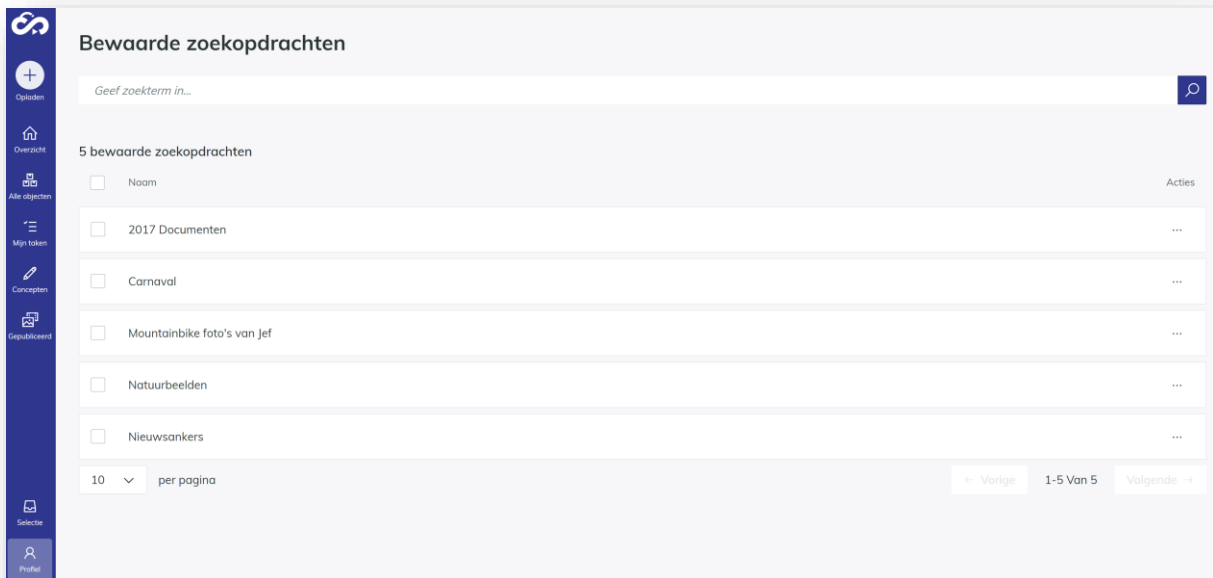 Bewaarde zoekopdrachten
Opladen
Geef zoekterm in...
Overzicht
5 bewaarde zoekopdrachten
Naam Acties
Alle objecten
2017 Documenten ...
Mijn taken
Carnaval ...
Concepten
Mountainbike foto's van Jef ...
Gepubliceerd
Natuurbeelden ...
Nieuwsankers ...
10 per pagina ← Vorige 1-5 Van 5 Volgende →
Selectie
Profiel